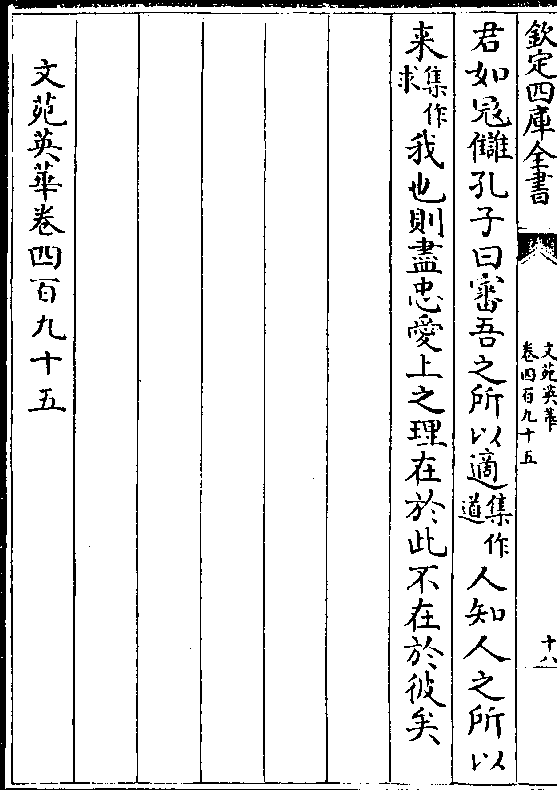 欽定四庫全書
文苑英華
卷四百九十五
十八
君如寇讎孔子曰審吾之所以適集作道人知人之所以
来集作求我也則盡忠愛上之理在於此不在於彼矣
文苑英華卷四百九十五